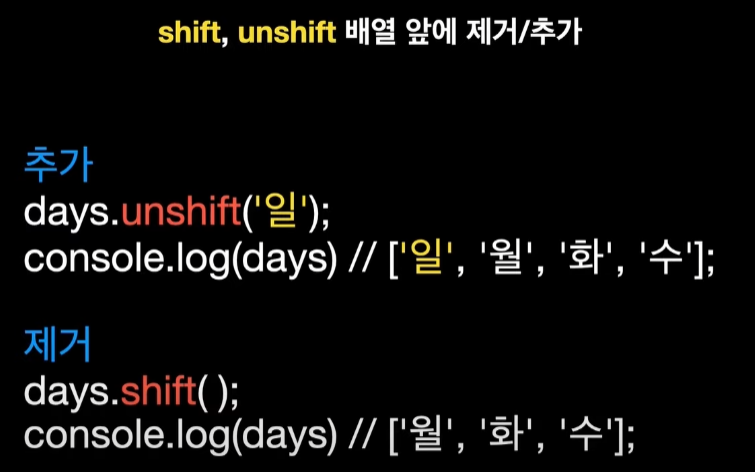 shift, unshift 배열 앞에 제거/추가
추가
days.unshift('일');
console.log(days) // ['일', '월', '화', '수'];
제거
days.shift( );
console.log(days) // ['월', '화', '수'];